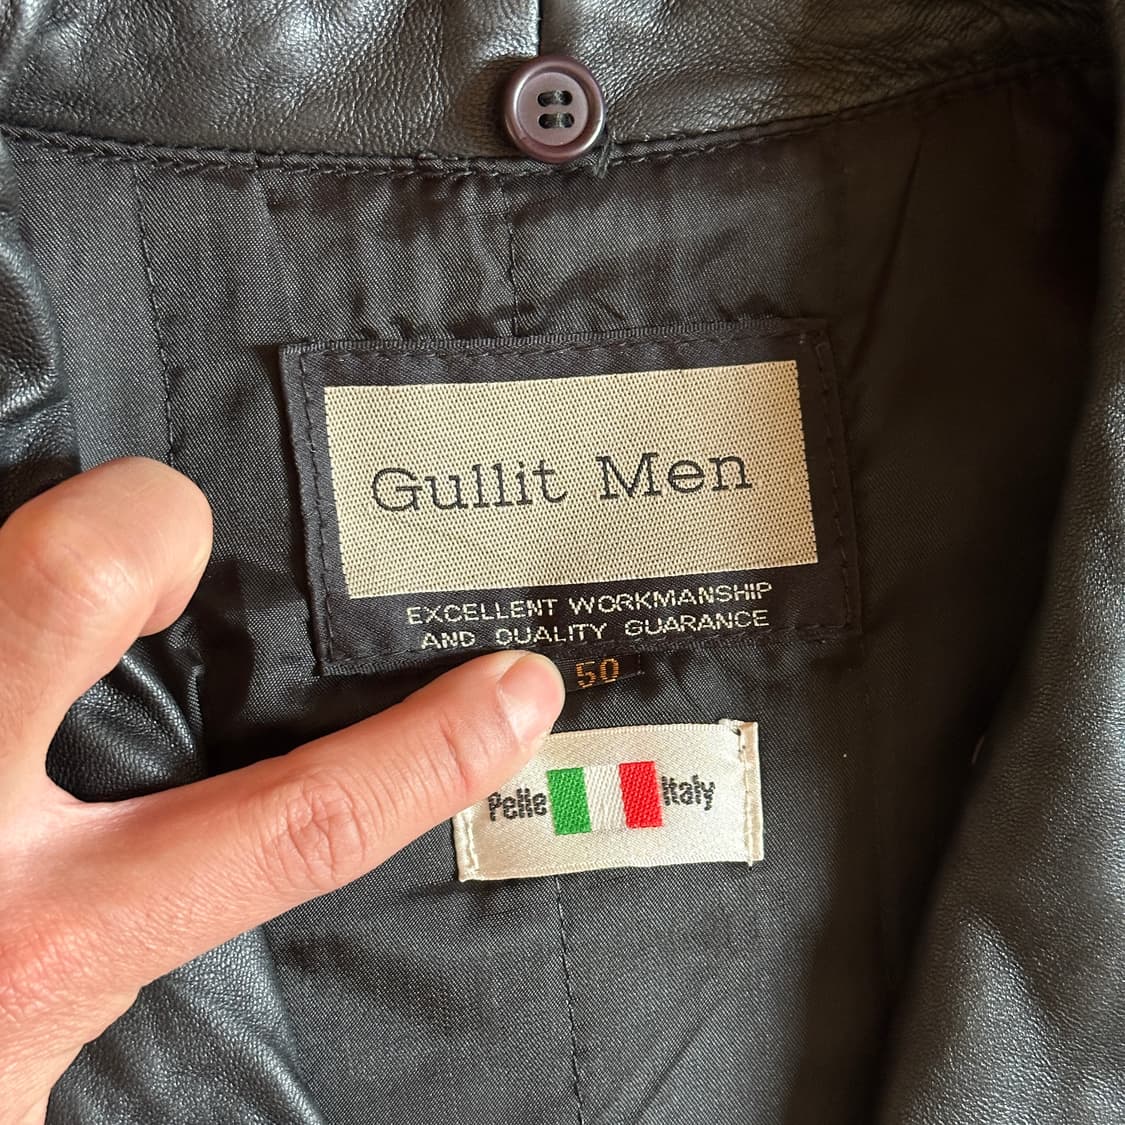 Gullit Men
EXCELLENT WORKMANSHIP
AND QUALITY GUARANCE
50
Pelle Italy